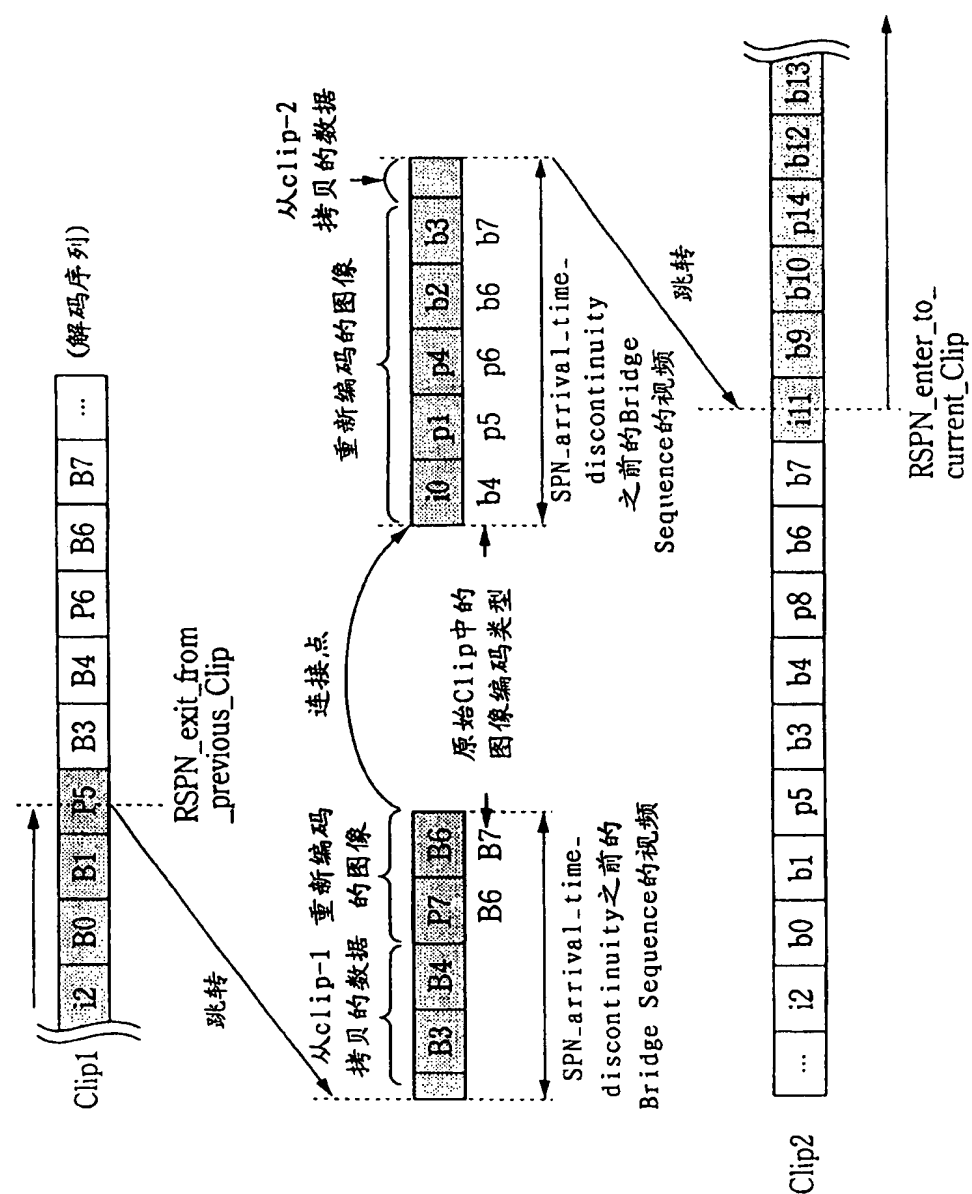 Clip1
i2 B0 B1 P5 B3 B4 P6 B6 B7 ...
(解码序列)
RSPN_exit_from
_previous_Clip
跳转
从clip-1
拷贝的数据
重新编码
的图像
B3 B4 P7 B6
B6 B7
SPN_arrival_time_
discontinuity之前的
Bridge Sequence的视频
连接点
原始Clip中的
图像编码类型
重新编码的图像
从clip-2
拷贝的数据
i0 p1 p4 b2 b3
b4 p5 p6 b6 b7
SPN_arrival_time_
discontinuity
之前的Bridge
Sequence的视频
跳转
Clip2
... i2 b0 b1 p5 b3 b4 p8 b6 b7 i11 b9 b10 p14 b12 b13
RSPN_enter_to_
current_Clip